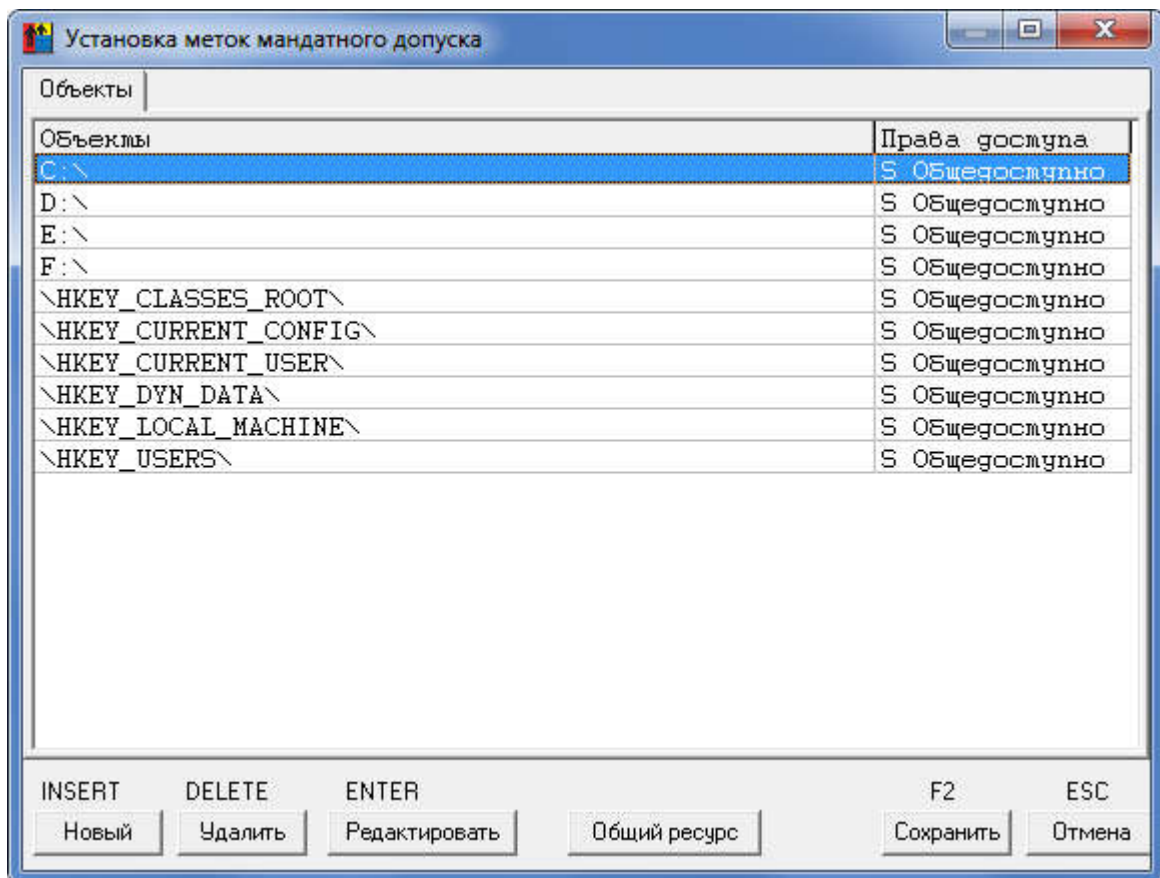 Установка меток мандатного допуска
Объекты
Объекты Права доступа
C:\ S Общедоступно
D:\ S Общедоступно
E:\ S Общедоступно
F:\ S Общедоступно
\HKEY_CLASSES_ROOT\ S Общедоступно
\HKEY_CURRENT_CONFIG\ S Общедоступно
\HKEY_CURRENT_USER\ S Общедоступно
\HKEY_DYN_DATA\ S Общедоступно
\HKEY_LOCAL_MACHINE\ S Общедоступно
\HKEY_USERS\ S Общедоступно
INSERT DELETE ENTER F2 ESC
Новый Удалить Редактировать Общий ресурс Сохранить Отмена